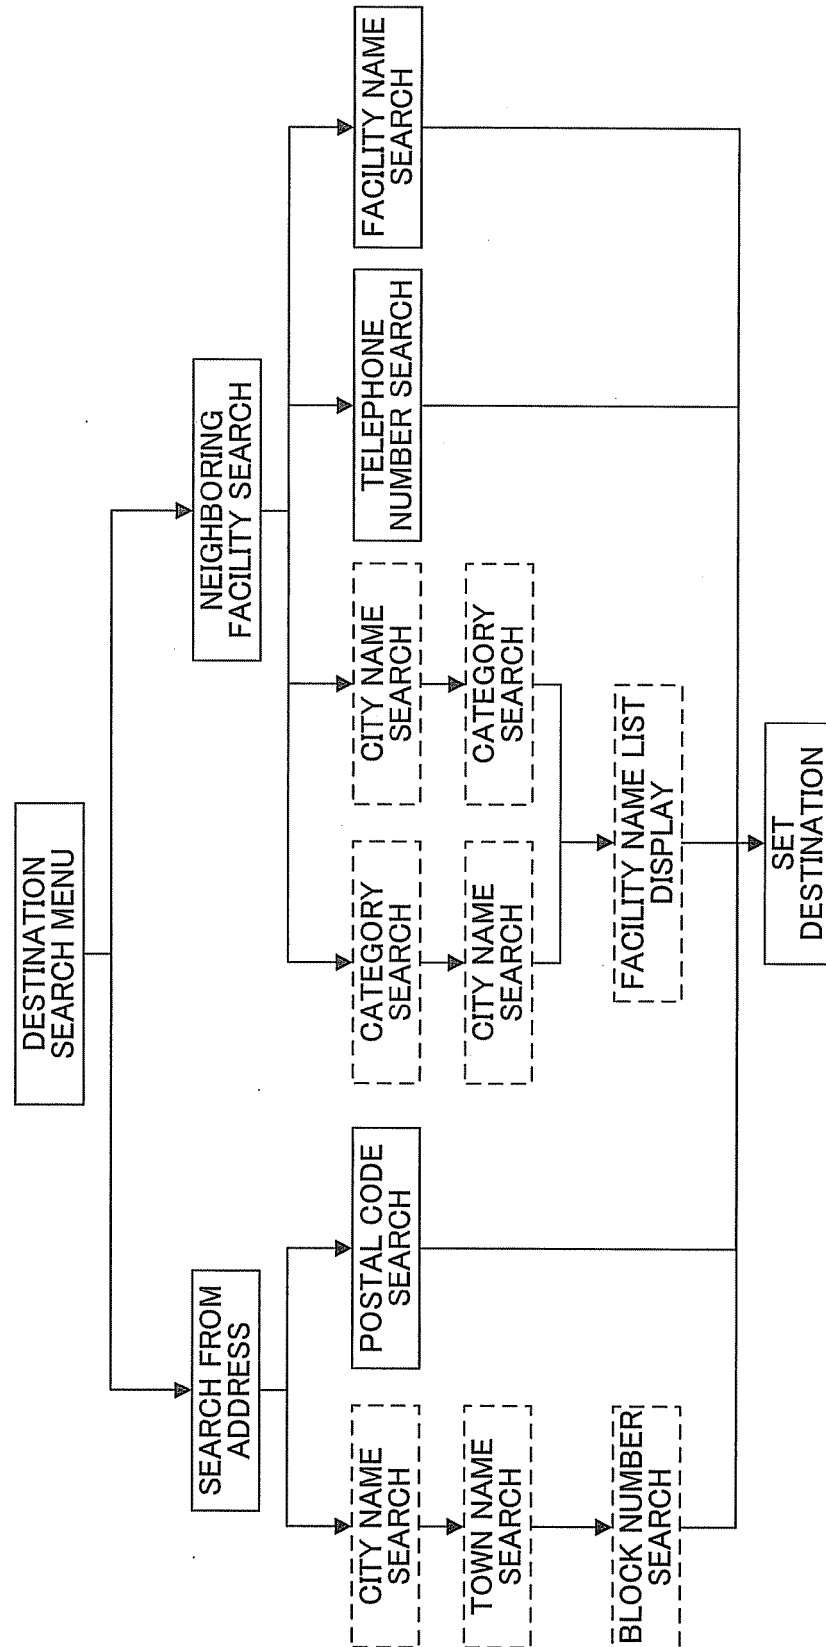 DESTINATION
SEARCH MENU
SEARCH FROM
ADDRESS
NEIGHBORING
FACILITY SEARCH
CITY NAME
SEARCH
POSTAL CODE
SEARCH
CATEGORY
SEARCH
CITY NAME
SEARCH
TELEPHONE
NUMBER SEARCH
FACILITY NAME
SEARCH
TOWN NAME
SEARCH
CITY NAME
SEARCH
CATEGORY
SEARCH
BLOCK NUMBER
SEARCH
FACILITY NAME LIST
DISPLAY
SET
DESTINATION